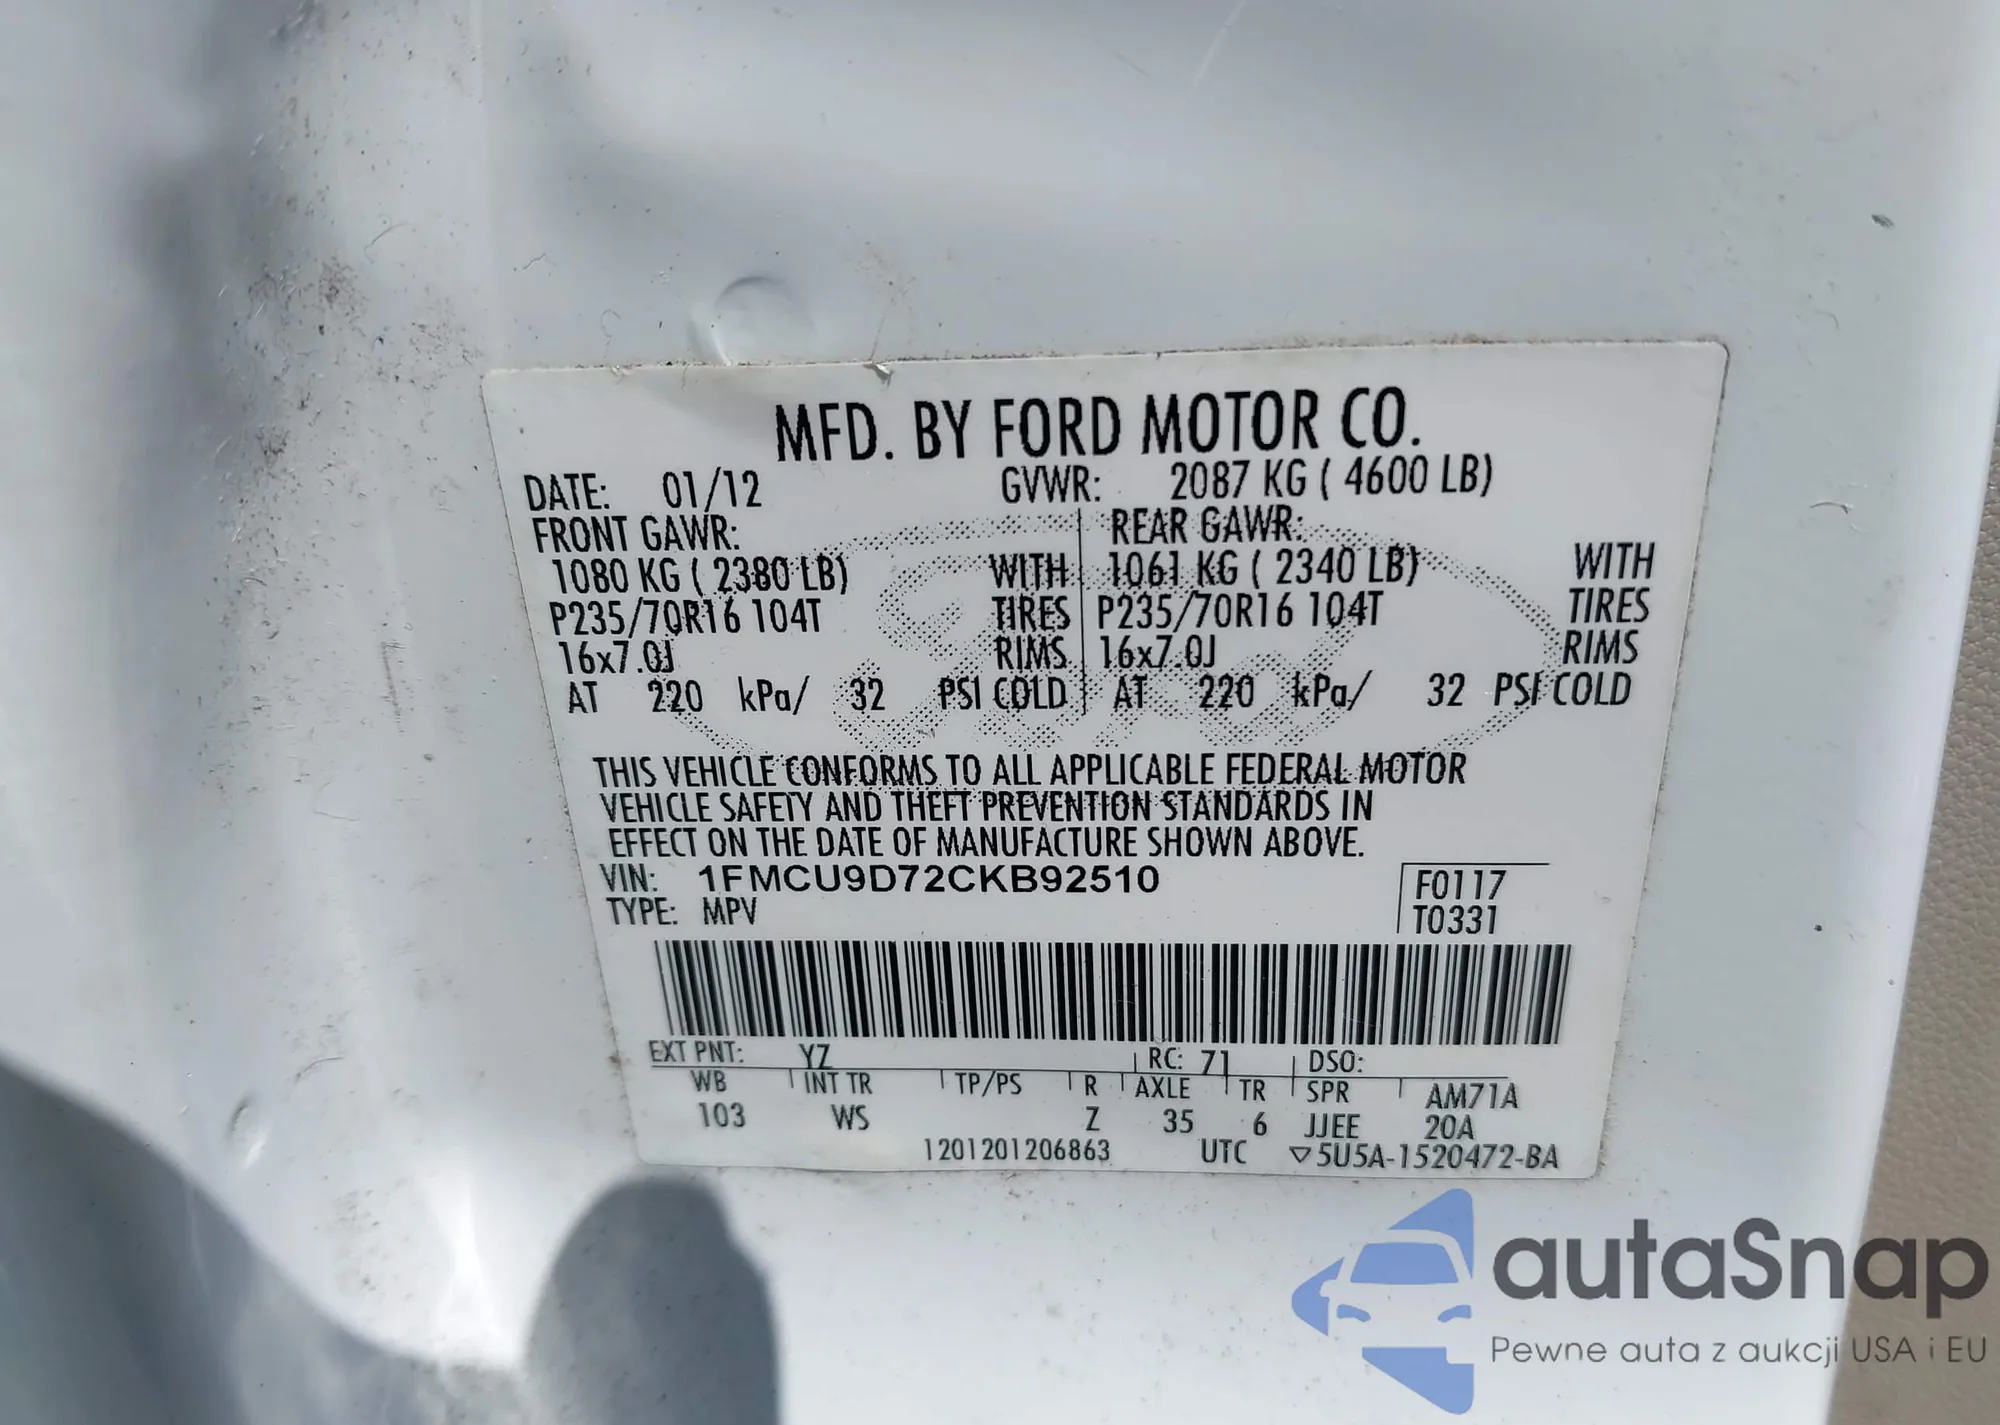 MFD. BY FORD MOTOR CO.
DATE: 01/12 GVWR: 2087 KG ( 4600 LB)
FRONT GAWR: REAR GAWR:
1080 KG ( 2380 LB) WITH 1061 KG ( 2340 LB) WITH
P235/70R16 104T TIRES P235/70R16 104T TIRES
16x7.0J RIMS 16x7.0J RIMS
AT 220 kPa/ 32 PSI COLD AT 220 kPa/ 32 PSI COLD
THIS VEHICLE CONFORMS TO ALL APPLICABLE FEDERAL MOTOR
VEHICLE SAFETY AND THEFT PREVENTION STANDARDS IN
EFFECT ON THE DATE OF MANUFACTURE SHOWN ABOVE.
VIN: 1FMCU9D72CKB92510 F0117
TYPE: MPV T0331
EXT PNT: YZ RC: 71 DSO:
WB INT TR TP/PS R AXLE TR SPR AM71A
103 WS Z 35 6 JJEE 20A
1201201206863 UTC ▽5U5A-1520472-BA
Ford
autaSnap
Pewne auta z aukcji USA i EU